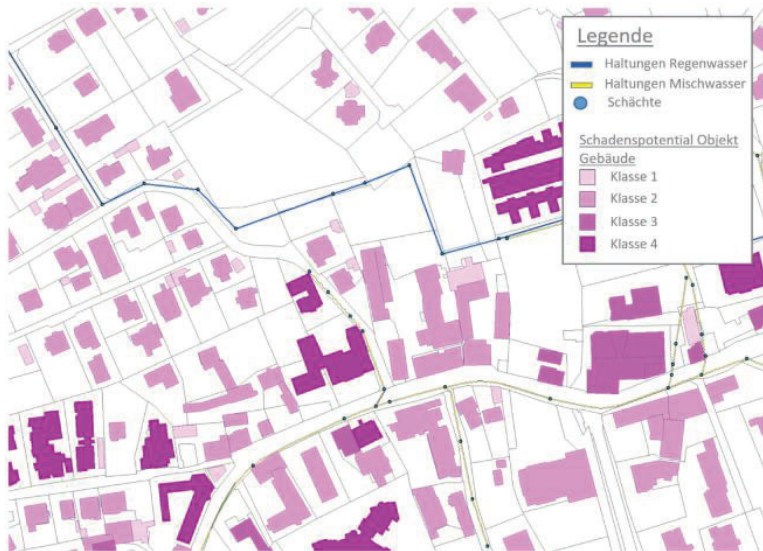 Legende
Haltungen Regenwasser
Haltungen Mischwasser
Schächte
Schadenspotential Objekt
Gebäude
Klasse 1
Klasse 2
Klasse 3
Klasse 4